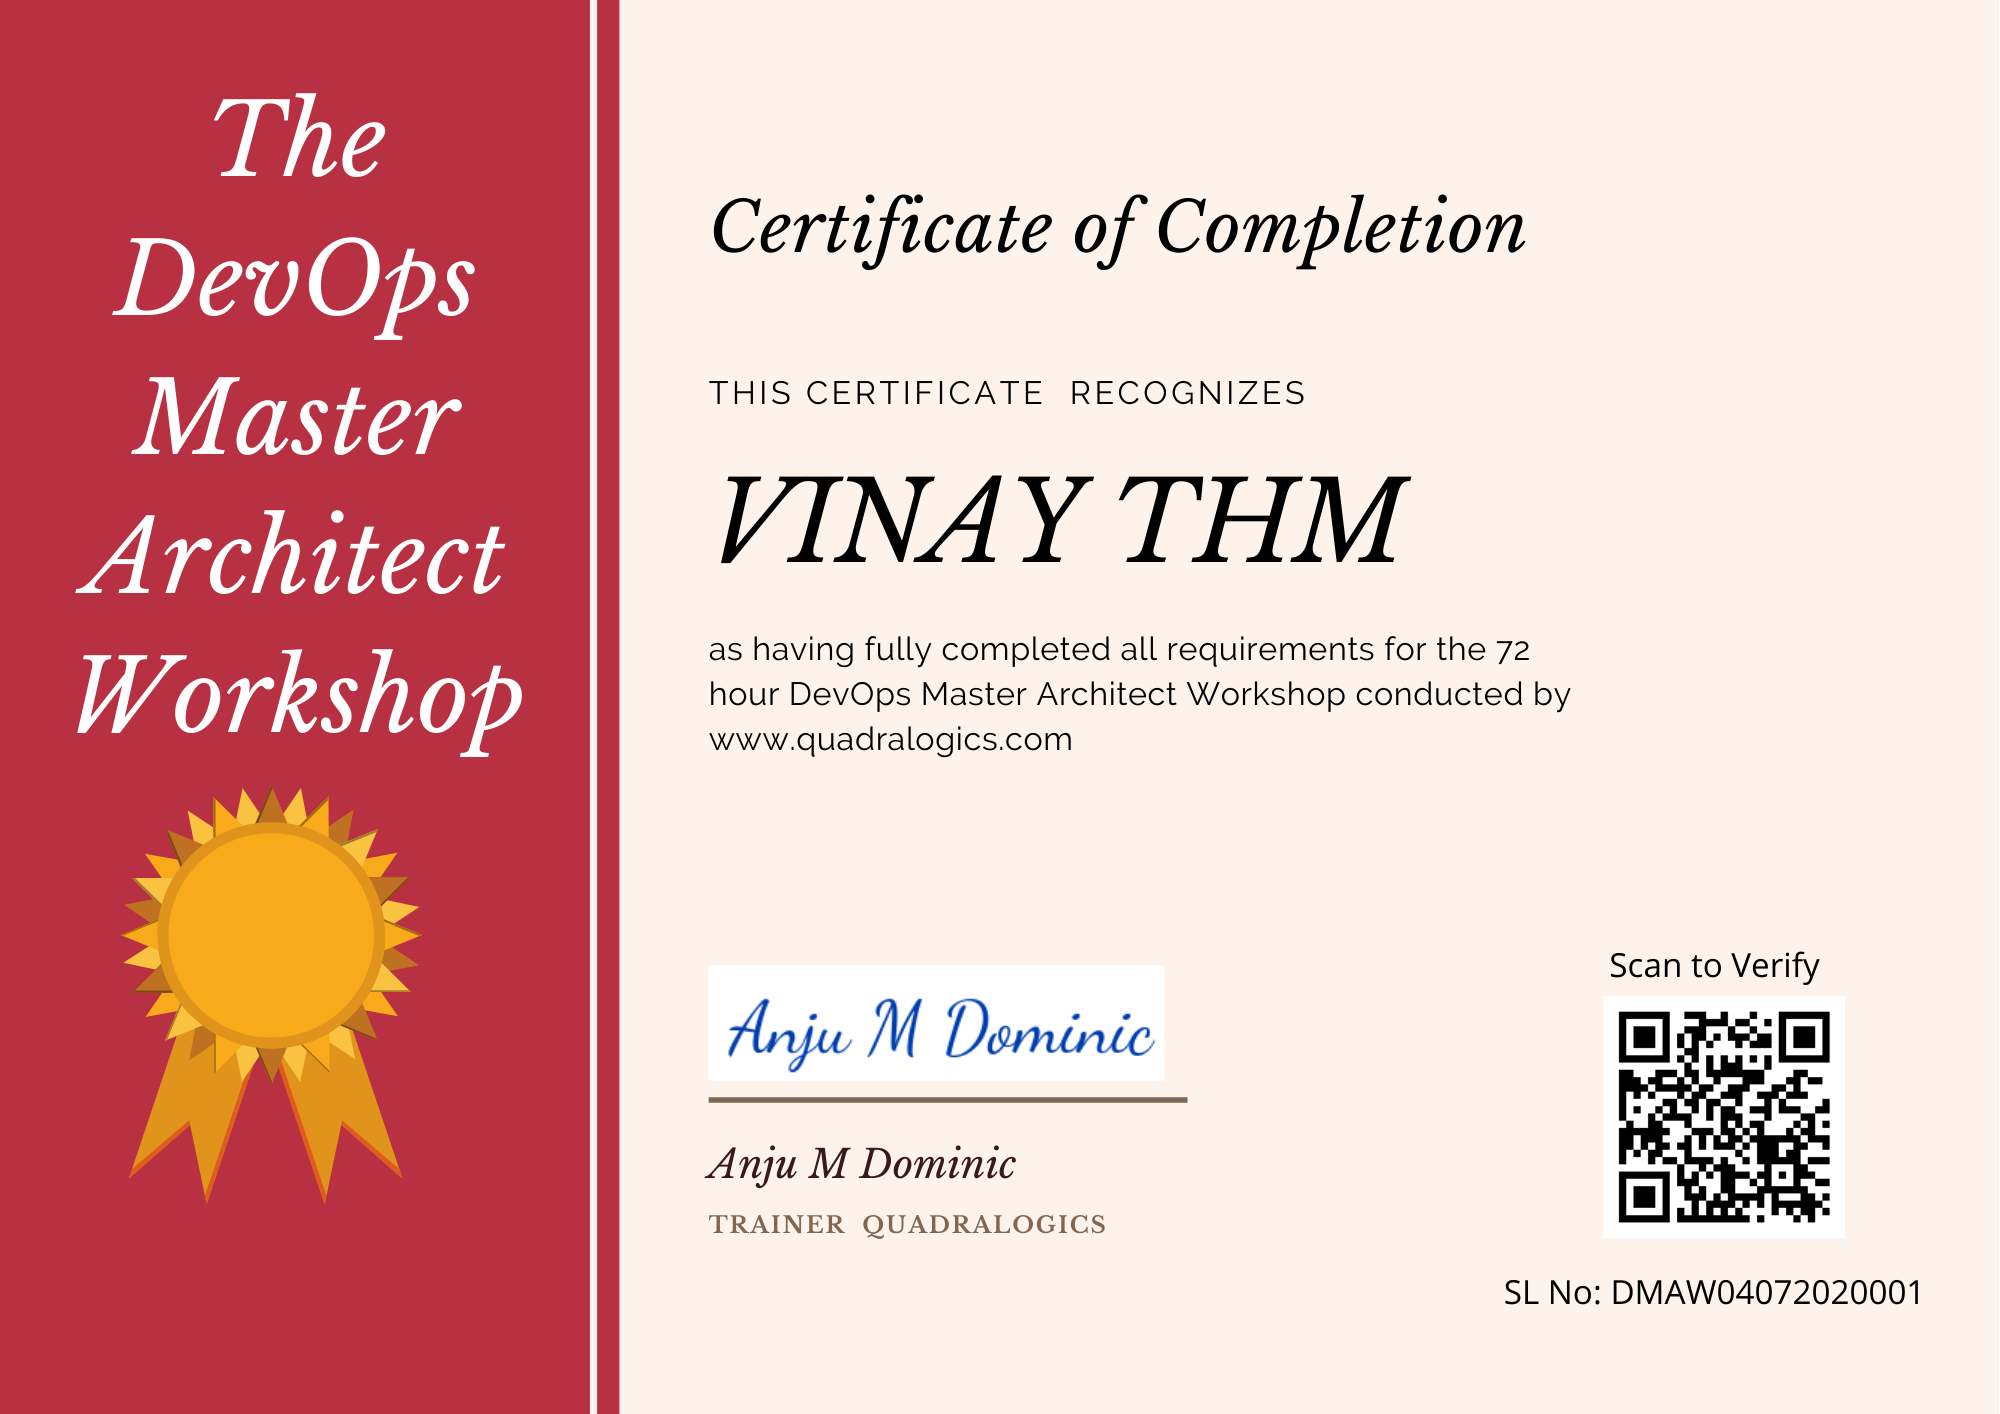 The
DevOps
Master
Architect
Workshop
Certificate of Completion
THIS CERTIFICATE RECOGNIZES
VINAY THM
as having fully completed all requirements for the 72
hour DevOps Master Architect Workshop conducted by
www.quadralogics.com
Anju M Dominic
Anju M Dominic
TRAINER QUADRALOGICS
Scan to Verify
SL No: DMAW04072020001